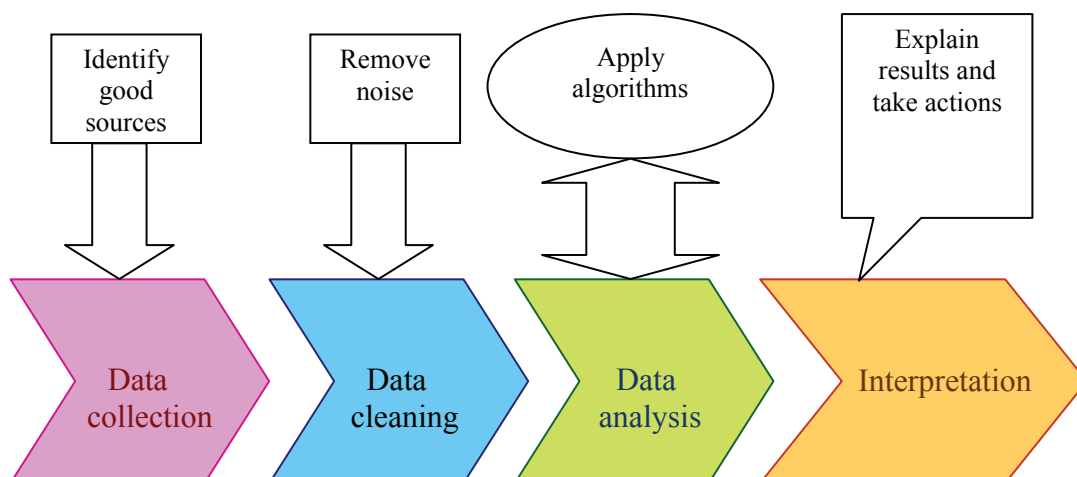 Identify
good
sources
Remove
noise
Apply
algorithms
Explain
results and
take actions
Data
collection
Data
cleaning
Data
analysis
Interpretation